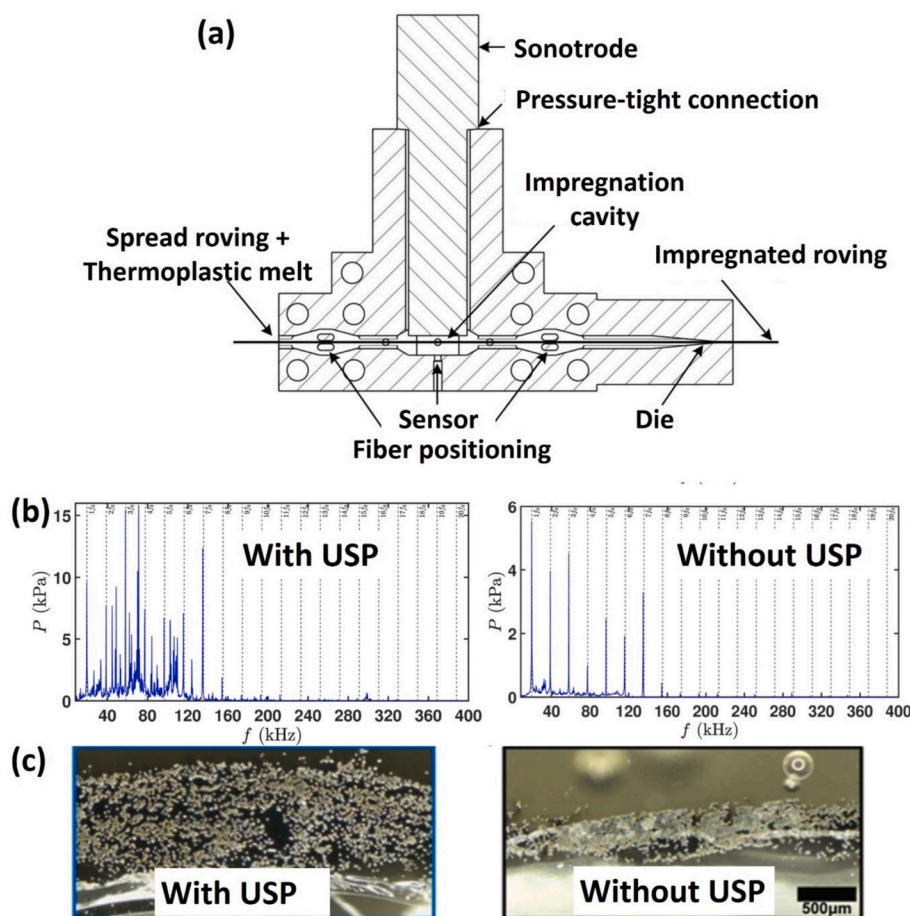 (a)
Sonotrode
Pressure-tight connection
Impregnation
cavity
Spread roving +
Thermoplastic melt
Impregnated roving
Sensor
Fiber positioning
Die
(b)
With USP
15
10
5
0
P (kPa)
40 80 120 160 200 240 280 320 360 400
f (kHz)
Without USP
6
4
2
0
P (kPa)
40 80 120 160 200 240 280 320 360 400
f (kHz)
(c)
With USP
Without USP
500μm